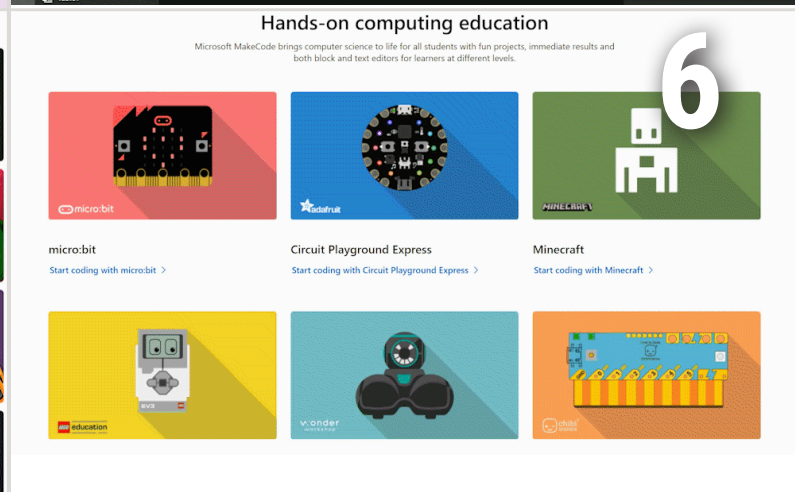 Hands-on computing education
6
Microsoft MakeCode brings computer science to life for all students with fun projects, immediate results and
both block and text editors for learners at different levels.
micro:bit
adafruit
MINECRAFT
micro:bit
Circuit Playground Express
Minecraft
Start coding with micro:bit
Start coding with Circuit Playground Express
Start coding with Minecraft
EV3
education
wonder
workshop
chibi